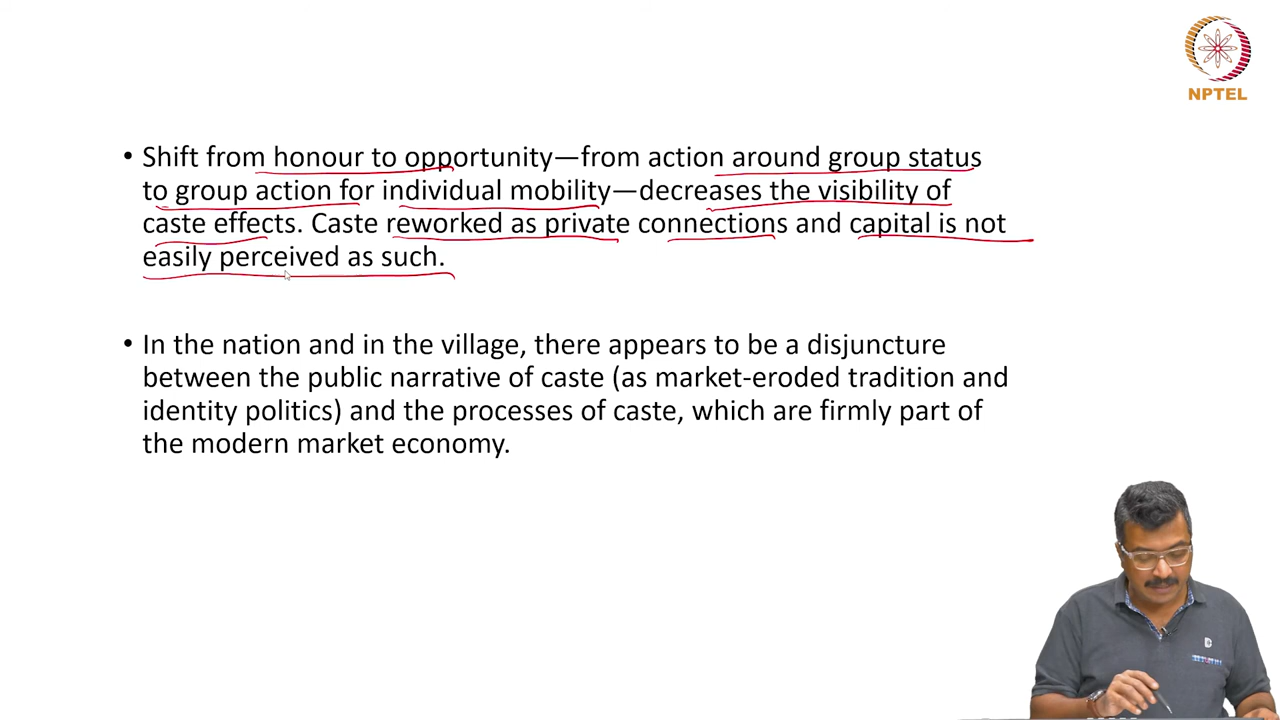 NPTEL
• Shift from honour to opportunity—from action around group status
to group action for individual mobility—decreases the visibility of
caste effects. Caste reworked as private connections and capital is not
easily perceived as such.
• In the nation and in the village, there appears to be a disjuncture
between the public narrative of caste (as market-eroded tradition and
identity politics) and the processes of caste, which are firmly part of
the modern market economy.